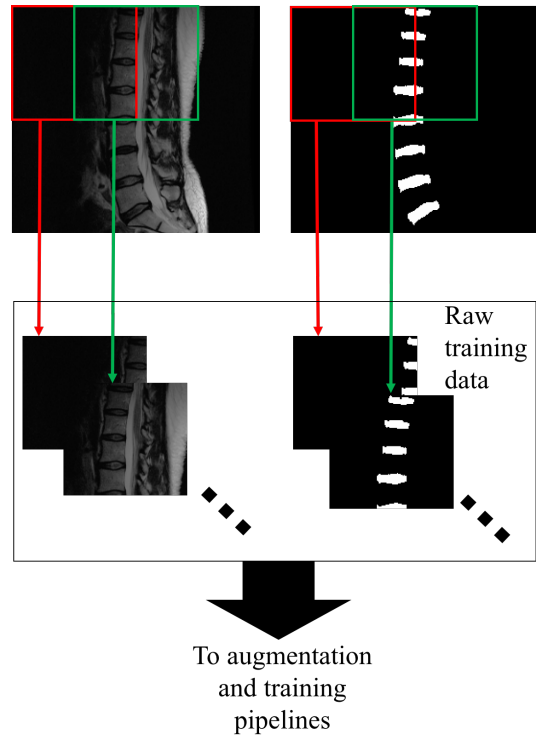 Raw
training
data
To augmentation
and training
pipelines